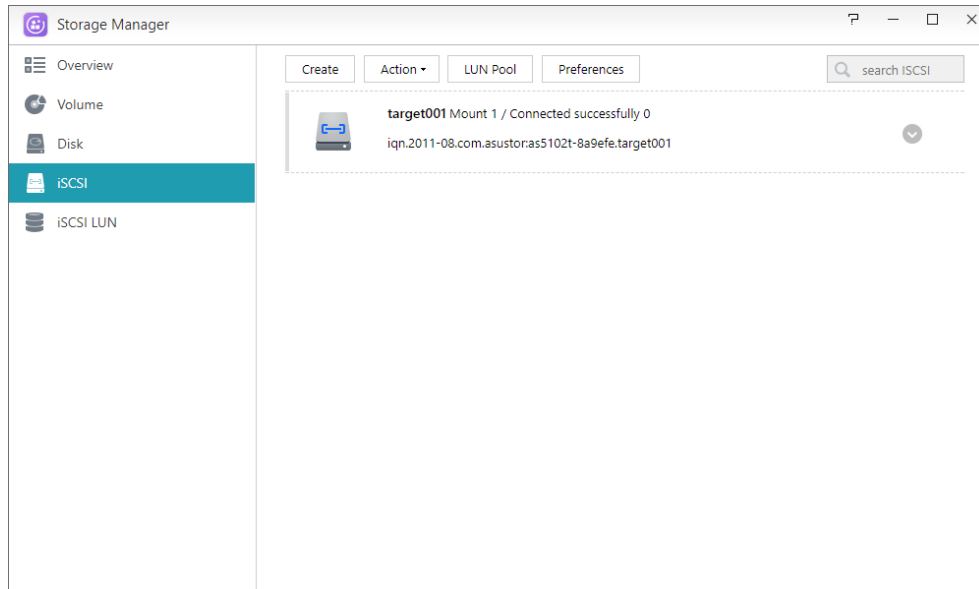 Storage Manager
Overview
Volume
Disk
iSCSI
iSCSI LUN
Create Action LUN Pool Preferences search ISCSI
target001 Mount 1 / Connected successfully 0
iqn.2011-08.com.asustor:as5102t-8a9efe.target001